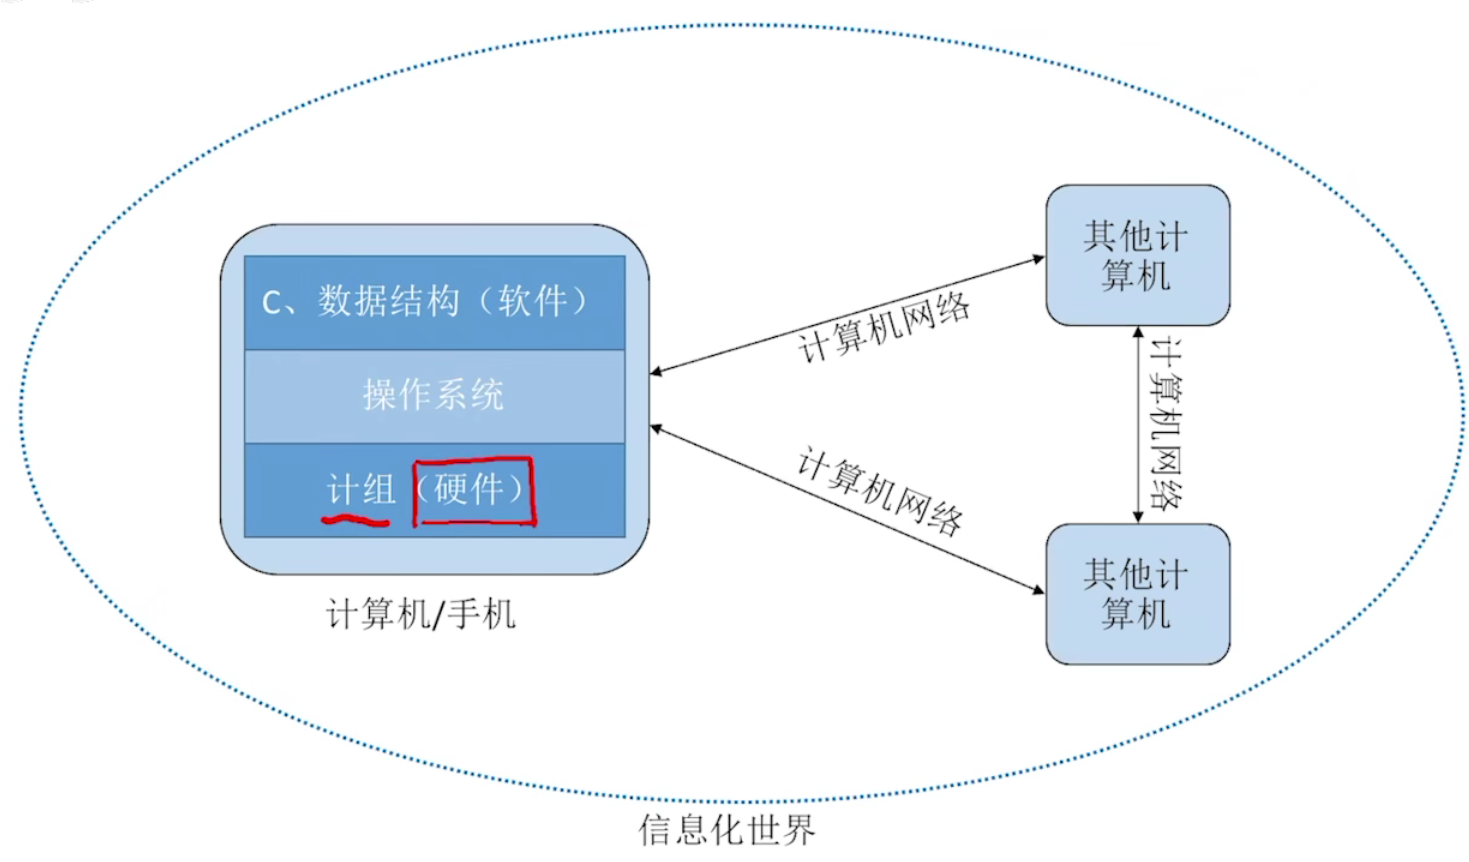 C、数据结构（软件）
操作系统
计组（硬件）
计算机/手机
计算机网络
计算机网络
其他计
算机
计算机网络
其他计
算机
信息化世界